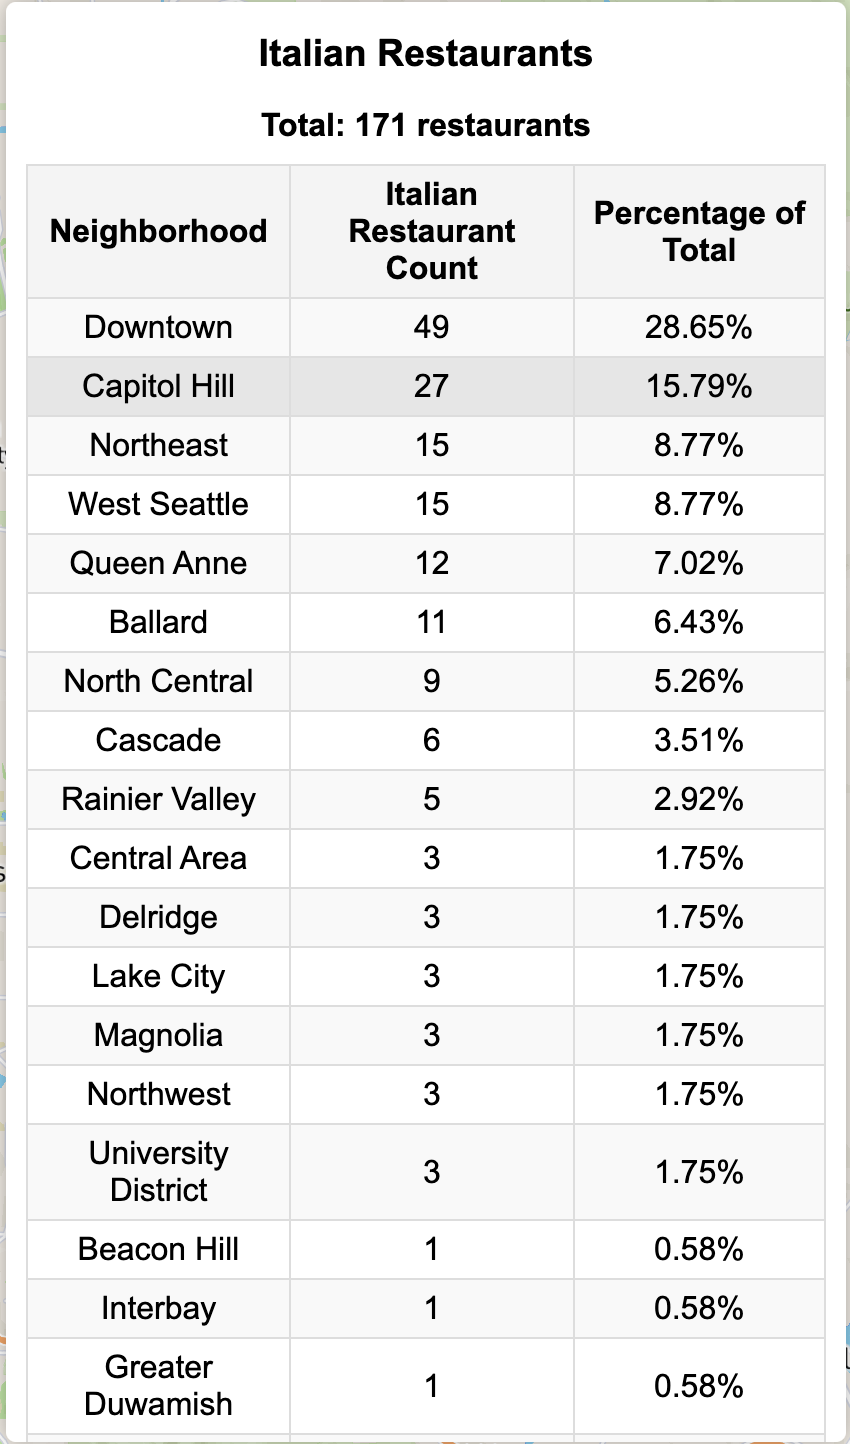 Italian Restaurants
Total: 171 restaurants
Neighborhood
Italian
Restaurant
Count
Percentage of
Total
Downtown 49 28.65%
Capitol Hill 27 15.79%
Northeast 15 8.77%
West Seattle 15 8.77%
Queen Anne 12 7.02%
Ballard 11 6.43%
North Central 9 5.26%
Cascade 6 3.51%
Rainier Valley 5 2.92%
Central Area 3 1.75%
Delridge 3 1.75%
Lake City 3 1.75%
Magnolia 3 1.75%
Northwest 3 1.75%
University
District 3 1.75%
Beacon Hill 1 0.58%
Interbay 1 0.58%
Greater
Duwamish 1 0.58%